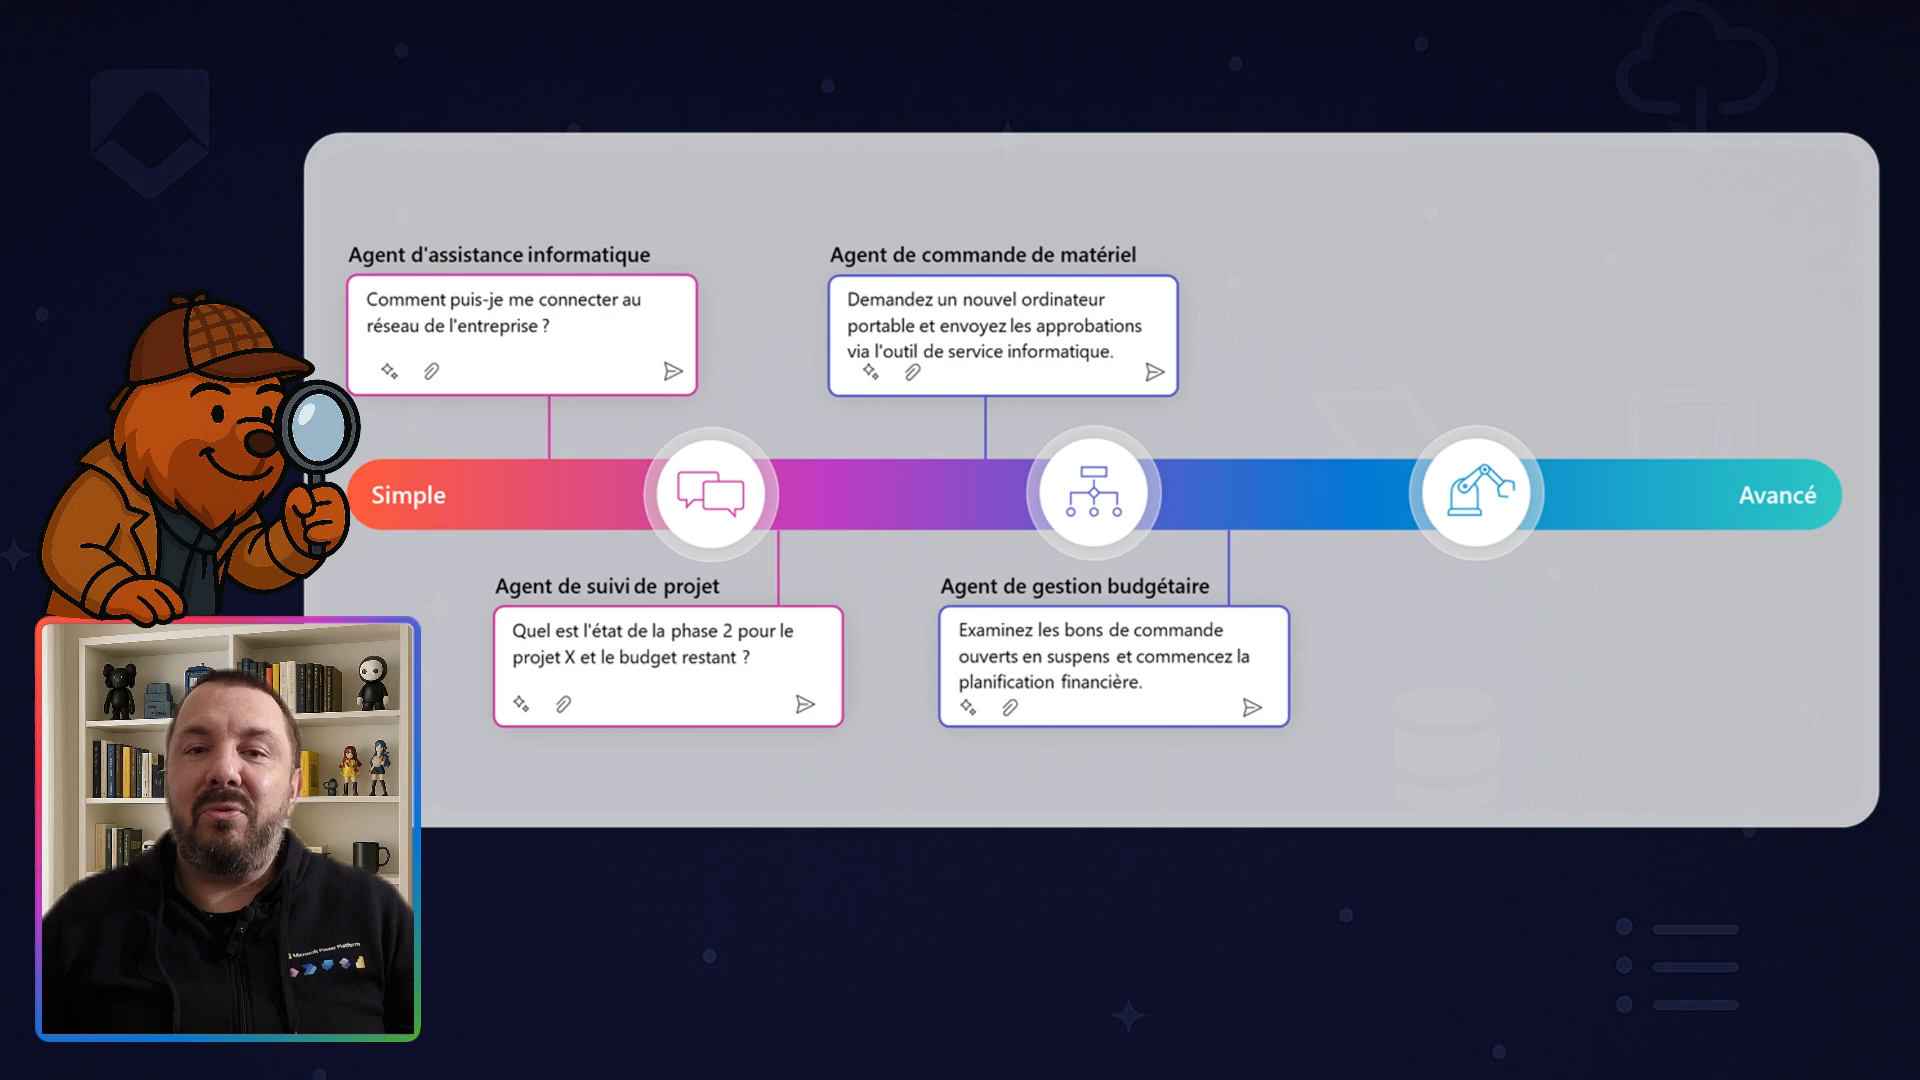 Agent d'assistance informatique
Comment puis-je me connecter au
réseau de l'entreprise ?
Agent de commande de matériel
Demandez un nouvel ordinateur
portable et envoyez les approbations
via l'outil de service informatique.
Simple
Avancé
Agent de suivi de projet
Quel est l'état de la phase 2 pour le
projet X et le budget restant ?
Agent de gestion budgétaire
Examinez les bons de commande
ouverts en suspens et commencez la
planification financière.
Microsoft Power Platform